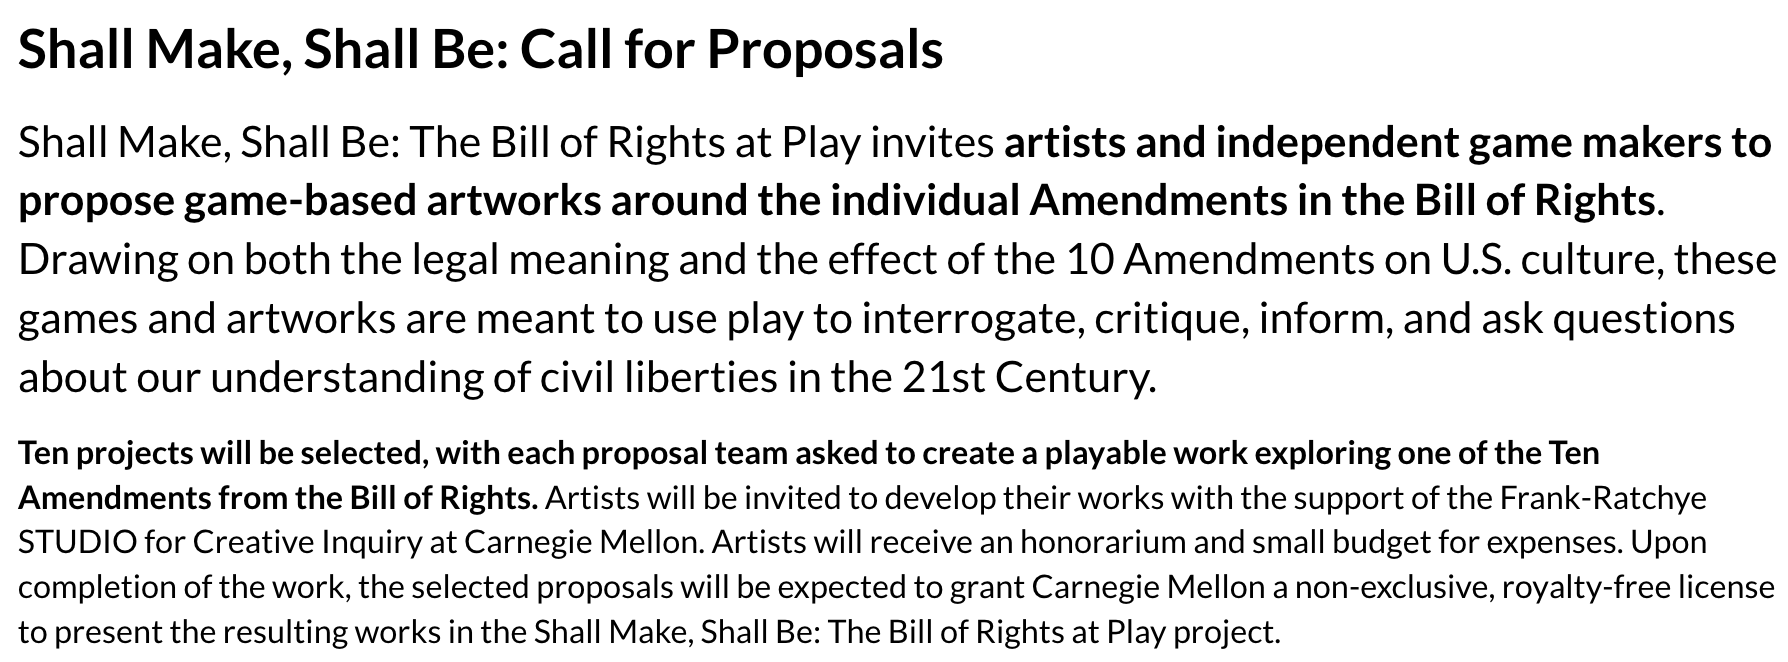 Shall Make, Shall Be: Call for Proposals
Shall Make, Shall Be: The Bill of Rights at Play invites artists and independent game makers to
propose game-based artworks around the individual Amendments in the Bill of Rights.
Drawing on both the legal meaning and the effect of the 10 Amendments on U.S. culture, these
games and artworks are meant to use play to interrogate, critique, inform, and ask questions
about our understanding of civil liberties in the 21st Century.
Ten projects will be selected, with each proposal team asked to create a playable work exploring one of the Ten
Amendments from the Bill of Rights. Artists will be invited to develop their works with the support of the Frank-Ratchye
STUDIO for Creative Inquiry at Carnegie Mellon. Artists will receive an honorarium and small budget for expenses. Upon
completion of the work, the selected proposals will be expected to grant Carnegie Mellon a non-exclusive, royalty-free license
to present the resulting works in the Shall Make, Shall Be: The Bill of Rights at Play project.